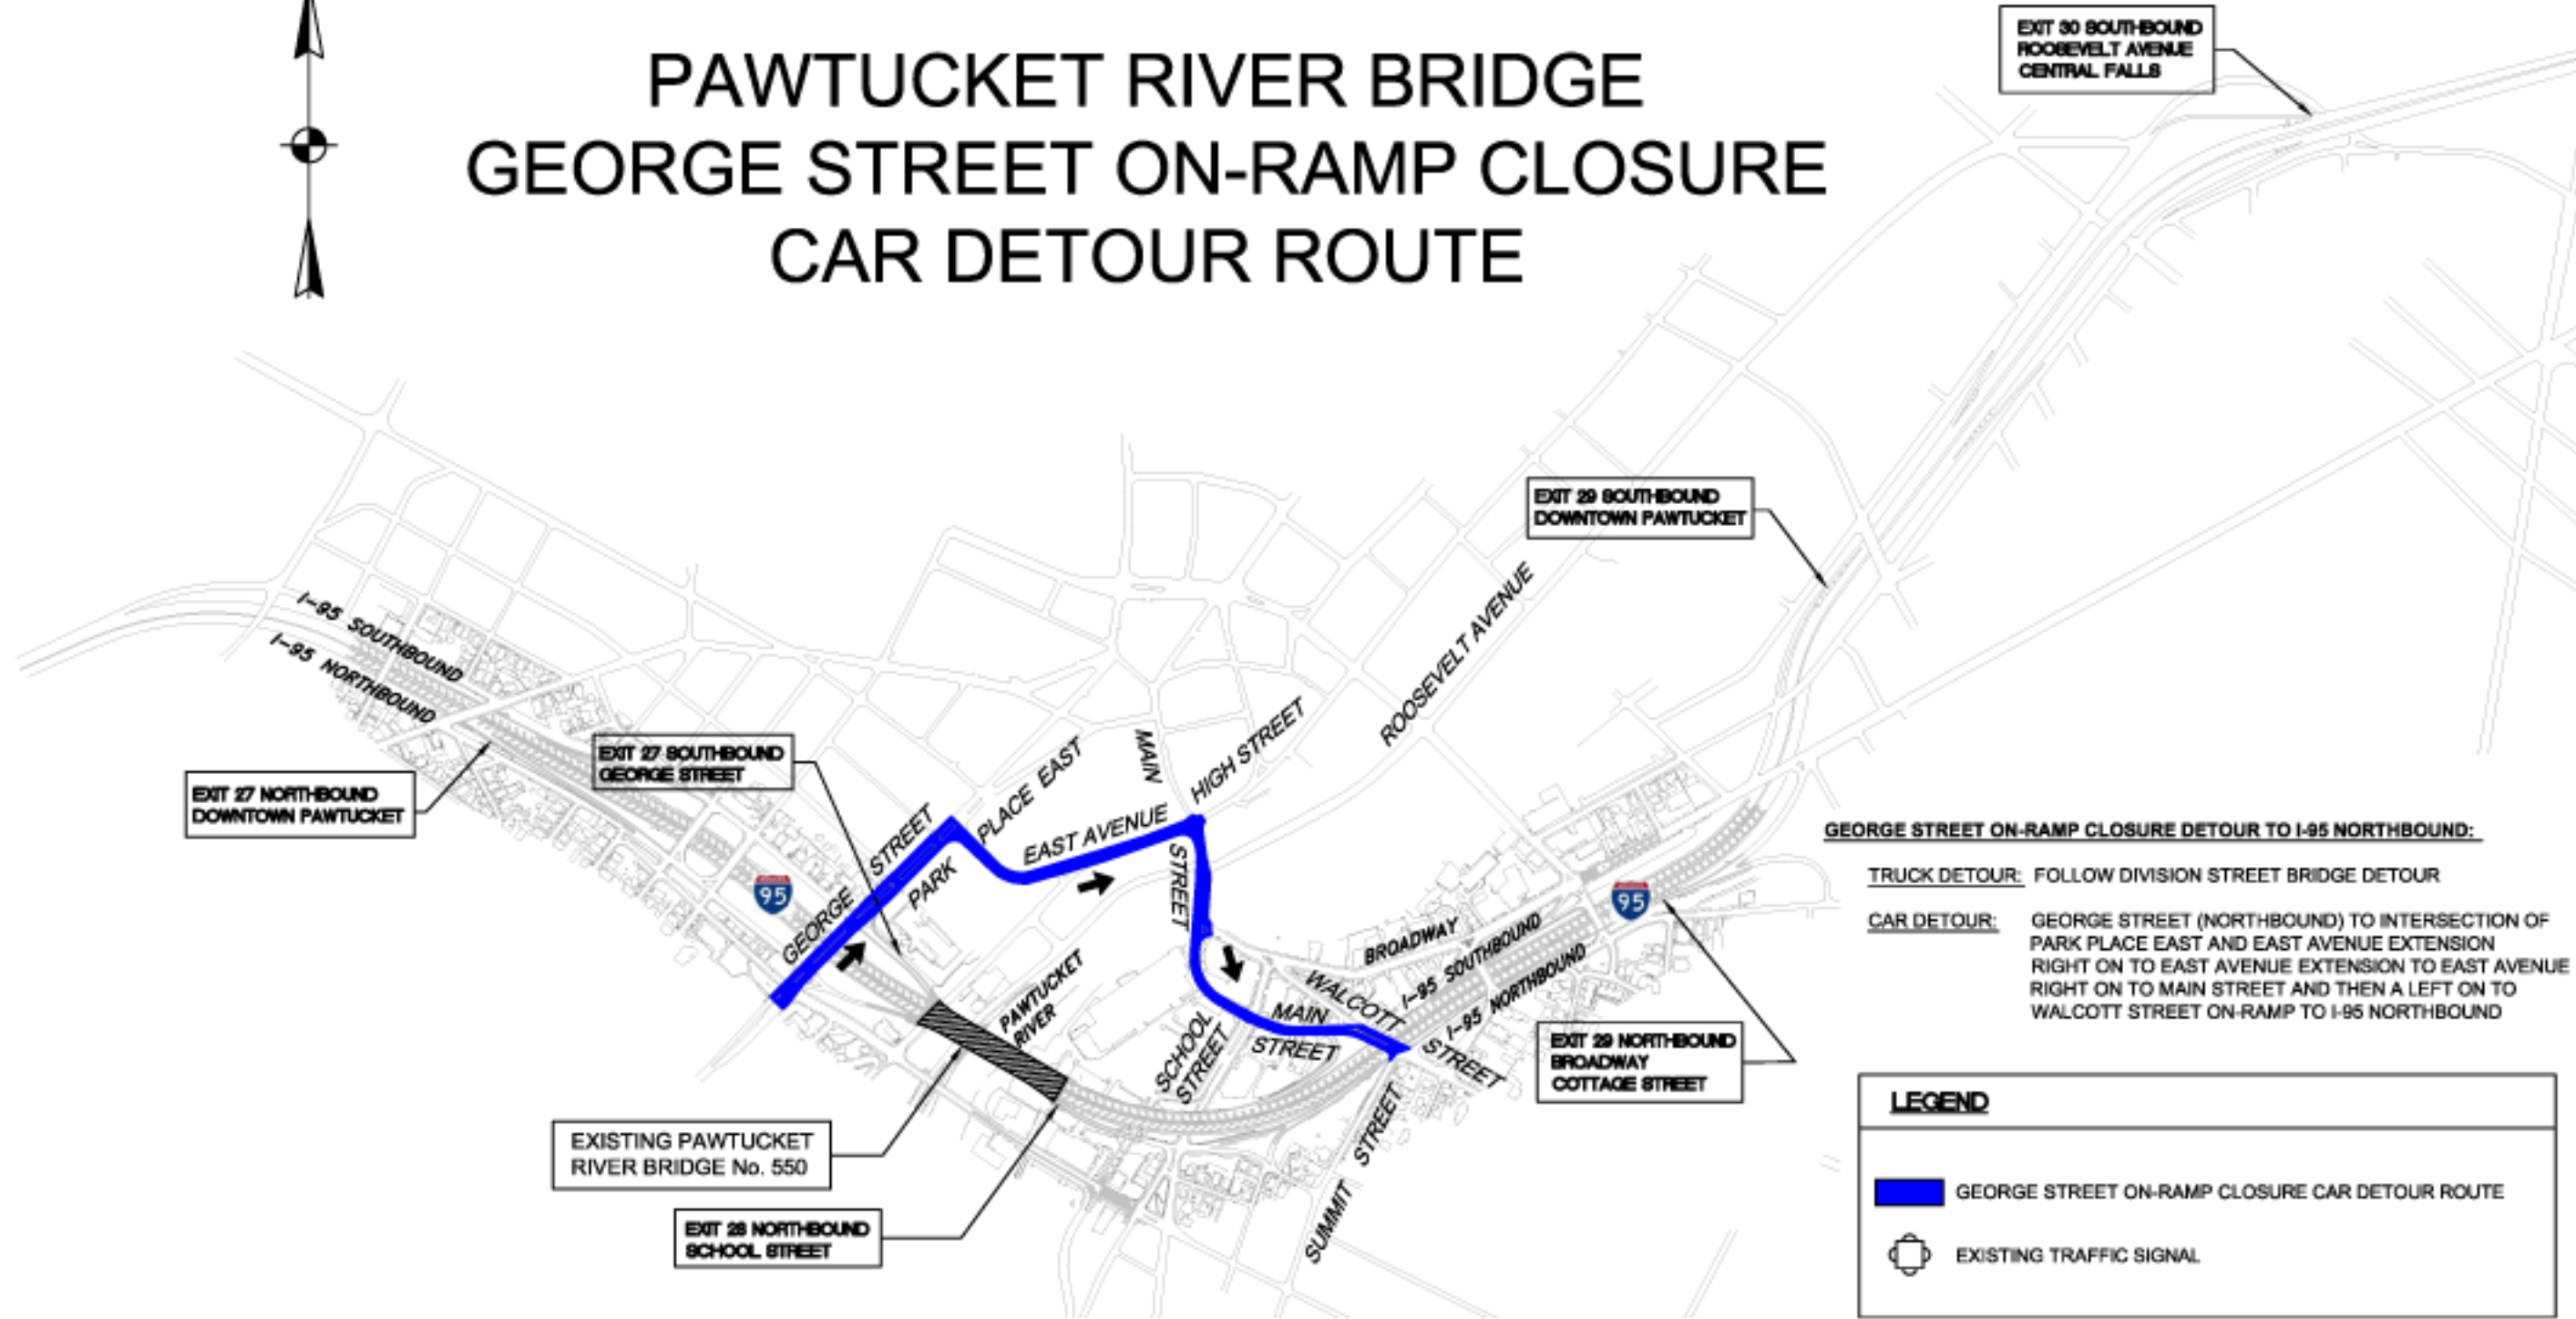 PAWTUCKET RIVER BRIDGE
GEORGE STREET ON-RAMP CLOSURE
CAR DETOUR ROUTE
EXIT 30 SOUTHBOUND
ROOSEVELT AVENUE
CENTRAL FALLS
EXIT 29 SOUTHBOUND
DOWNTOWN PAWTUCKET
I-95 SOUTHBOUND
I-95 NORTHBOUND
EXIT 27 NORTHBOUND
DOWNTOWN PAWTUCKET
EXIT 27 SOUTHBOUND
GEORGE STREET
95
GEORGE STREET
PARK PLACE EAST
EAST AVENUE
MAIN STREET
HIGH STREET
ROOSEVELT AVENUE
PAWTUCKET
RIVER
SCHOOL
STREET
MAIN
STREET
WALCOTT STREET
BROADWAY
I-95 SOUTHBOUND
I-95 NORTHBOUND
95
SUMMIT STREET
EXIT 29 NORTHBOUND
BROADWAY
COTTAGE STREET
EXISTING PAWTUCKET
RIVER BRIDGE No. 550
EXIT 28 NORTHBOUND
SCHOOL STREET
GEORGE STREET ON-RAMP CLOSURE DETOUR TO I-95 NORTHBOUND:
TRUCK DETOUR: FOLLOW DIVISION STREET BRIDGE DETOUR
CAR DETOUR: GEORGE STREET (NORTHBOUND) TO INTERSECTION OF
PARK PLACE EAST AND EAST AVENUE EXTENSION
RIGHT ON TO EAST AVENUE EXTENSION TO EAST AVENUE
RIGHT ON TO MAIN STREET AND THEN A LEFT ON TO
WALCOTT STREET ON-RAMP TO I-95 NORTHBOUND
LEGEND
GEORGE STREET ON-RAMP CLOSURE CAR DETOUR ROUTE
EXISTING TRAFFIC SIGNAL